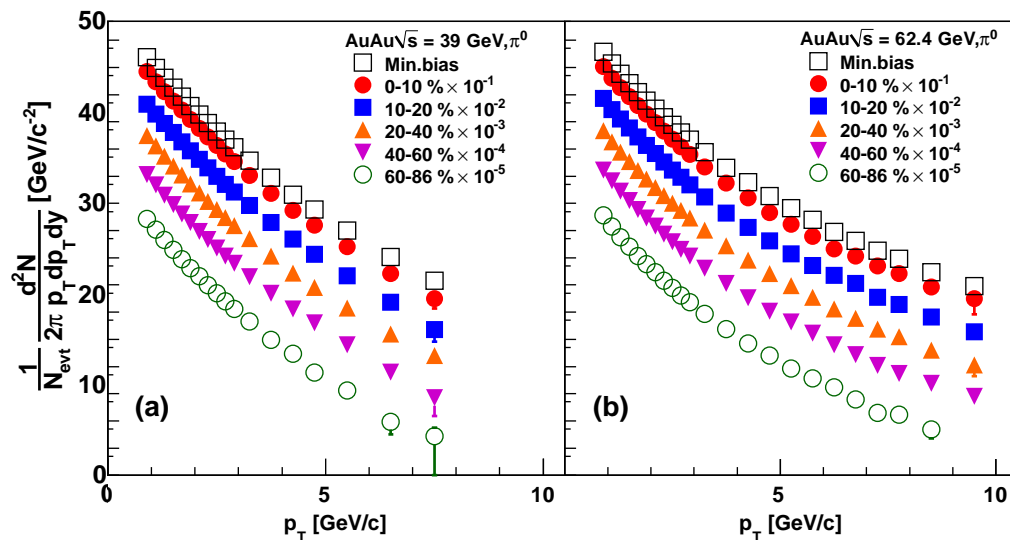 1/N_evt d²N/2π p_T dp_T dy [GeV/c⁻²]
50
40
30
20
10
0
AuAu√s = 39 GeV,π⁰
Min.bias
0-10 % × 10⁻¹
10-20 % × 10⁻²
20-40 % × 10⁻³
40-60 % × 10⁻⁴
60-86 % × 10⁻⁵
(a)
0 5 10
p_T [GeV/c]
AuAu√s = 62.4 GeV,π⁰
Min.bias
0-10 % × 10⁻¹
10-20 % × 10⁻²
20-40 % × 10⁻³
40-60 % × 10⁻⁴
60-86 % × 10⁻⁵
(b)
5 10
p_T [GeV/c]